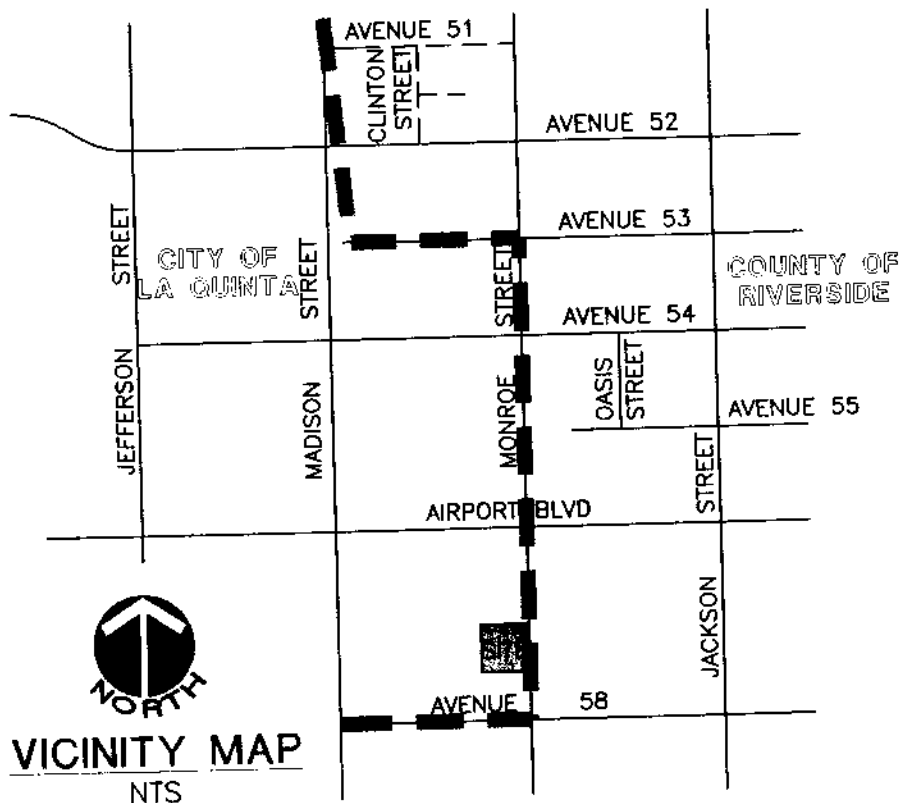 AVENUE 51
CLINTON
STREET
AVENUE 52
AVENUE 53
STREET
CITY OF
LA QUINTA
STREET
STREET
COUNTY OF
RIVERSIDE
AVENUE 54
OASIS
STREET
JEFFERSON
MADISON
MONROE
AVENUE 55
STREET
AIRPORT BLVD
JACKSON
NORTH
AVENUE 58
VICINITY MAP
NTS